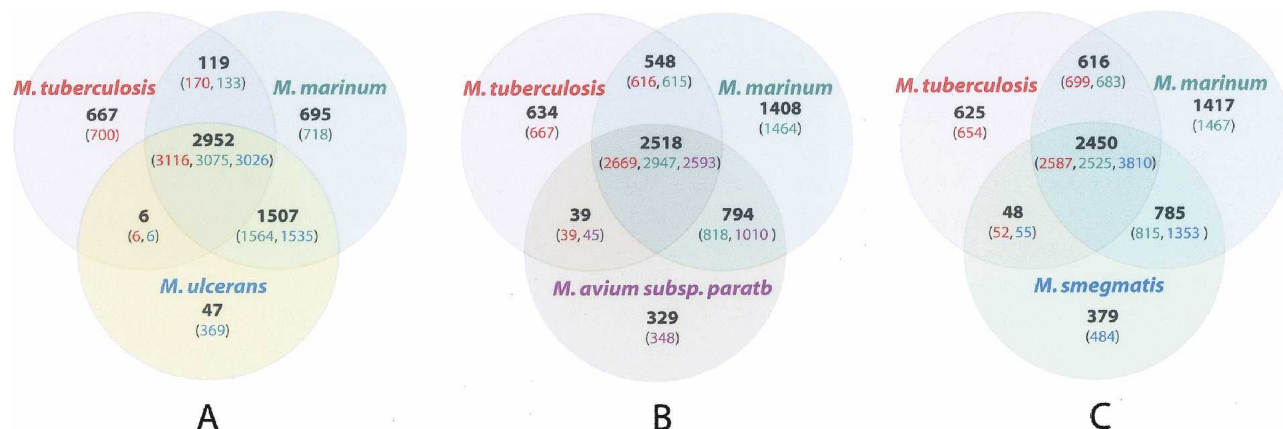 119
(170, 133)
M. tuberculosis
M. marinum
667
(700)
695
(718)
2952
(3116, 3075, 3026)
6
(6, 6)
1507
(1564, 1535)
M. ulcerans
47
(369)
A
548
(616, 615)
M. tuberculosis
M. marinum
634
(667)
1408
(1464)
2518
(2669, 2947, 2593)
39
(39, 45)
794
(818, 1010)
M. avium subsp. paratb
329
(348)
B
616
(699, 683)
M. tuberculosis
M. marinum
625
(654)
1417
(1467)
2450
(2587, 2525, 3810)
48
(52, 55)
785
(815, 1353 )
M. smegmatis
379
(484)
C